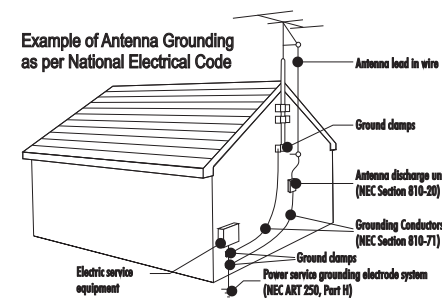 Example of Antenna Grounding
as per National Electrical Code
Antenna lead in wire
Ground clamps
Antenna discharge
(NEC Section 810-20)
Grounding Conductors
(NEC Section 810-71)
Ground clamps
Electric service
equipment
Power service grounding electrode system
(NEC ART 250, Part H)